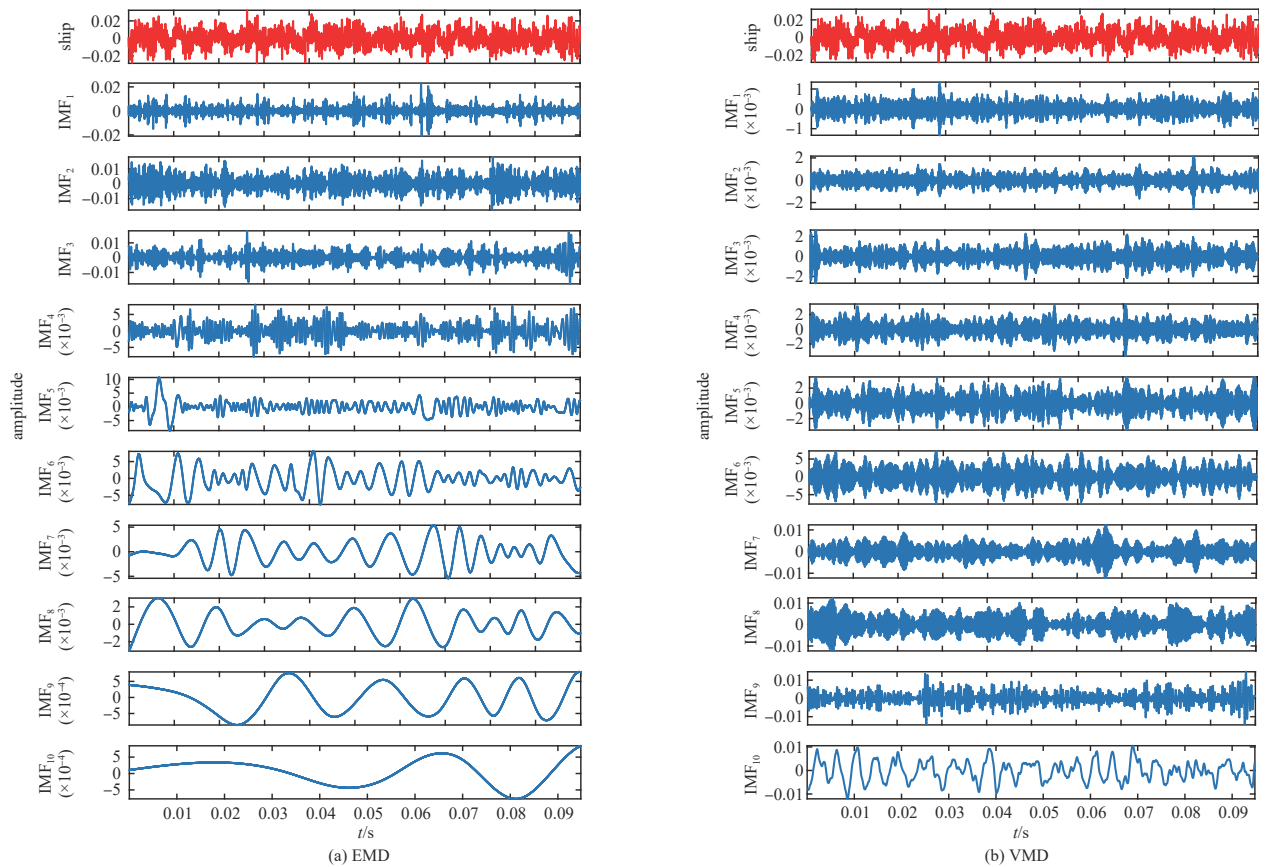 0.02
0
−0.02
ship
0.02
0
−0.02
IMF1
0.01
0
−0.01
IMF2
0.01
0
−0.01
IMF3
5
0
−5
IMF4
(×10−3)
10
5
0
−5
IMF5
(×10−3)
5
0
−5
IMF6
(×10−3)
5
0
−5
IMF7
(×10−3)
2
0
−2
IMF8
(×10−3)
5
0
−5
IMF9
(×10−4)
5
0
−5
IMF10
(×10−4)
amplitude
0.01 0.02 0.03 0.04 0.05 0.06 0.07 0.08 0.09
t/s
(a) EMD
0.02
0
−0.02
ship
1
0
−1
IMF1
(×10−3)
2
0
−2
IMF2
(×10−3)
2
0
−2
IMF3
(×10−3)
2
0
−2
IMF4
(×10−3)
2
0
−2
IMF5
(×10−3)
5
0
−5
IMF6
(×10−3)
0.01
0
−0.01
IMF7
0.01
0
−0.01
IMF8
0.01
0
−0.01
IMF9
0.01
0
−0.01
IMF10
amplitude
0.01 0.02 0.03 0.04 0.05 0.06 0.07 0.08 0.09
t/s
(b) VMD